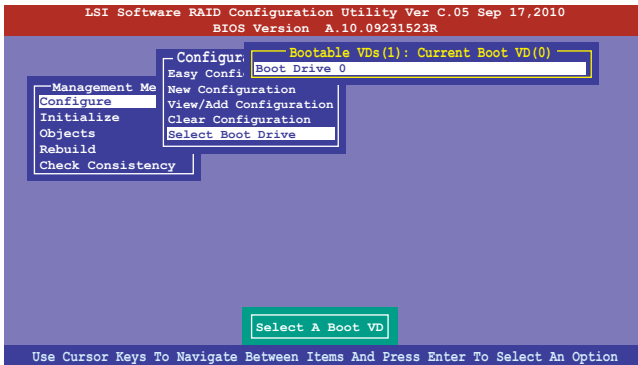 LSI Software RAID Configuration Utility Ver C.05 Sep 17,2010
BIOS Version A.10.09231523R
Bootable VDs(1): Current Boot VD(0)
Boot Drive 0
Configur
Easy Confi
New Configuration
View/Add Configuration
Clear Configuration
Select Boot Drive
Management Me
Configure
Initialize
Objects
Rebuild
Check Consistency
Select A Boot VD
Use Cursor Keys To Navigate Between Items And Press Enter To Select An Option